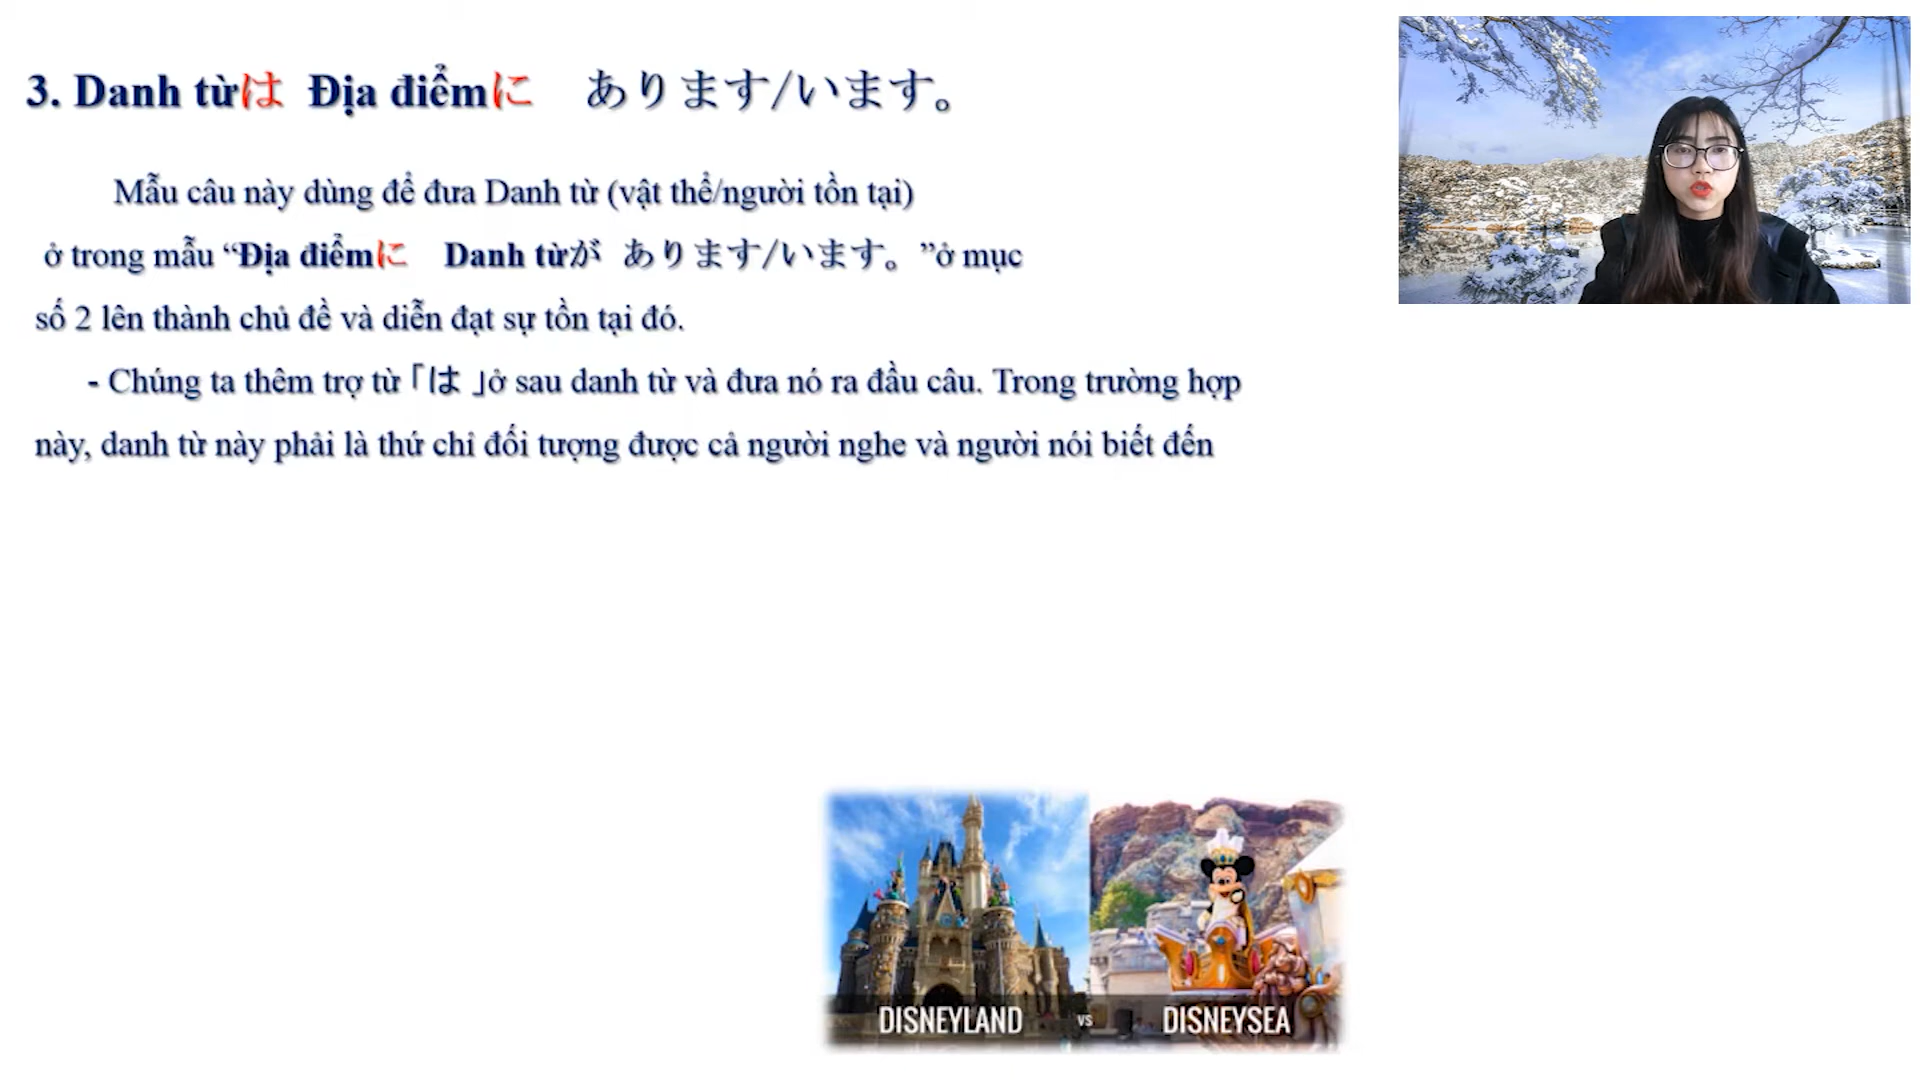 3. Danh từは Địa điểmに　あります/います。
Mẫu câu này dùng để đưa Danh từ (vật thể/người tồn tại)
ở trong mẫu “Địa điểmに　Danh từが あります/います。”ở mục
số 2 lên thành chủ đề và diễn đạt sự tồn tại đó.
- Chúng ta thêm trợ từ「は」ở sau danh từ và đưa nó ra đầu câu. Trong trường hợp
này, danh từ này phải là thứ chỉ đối tượng được cả người nghe và người nói biết đến
DISNEYLAND vs DISNEYSEA